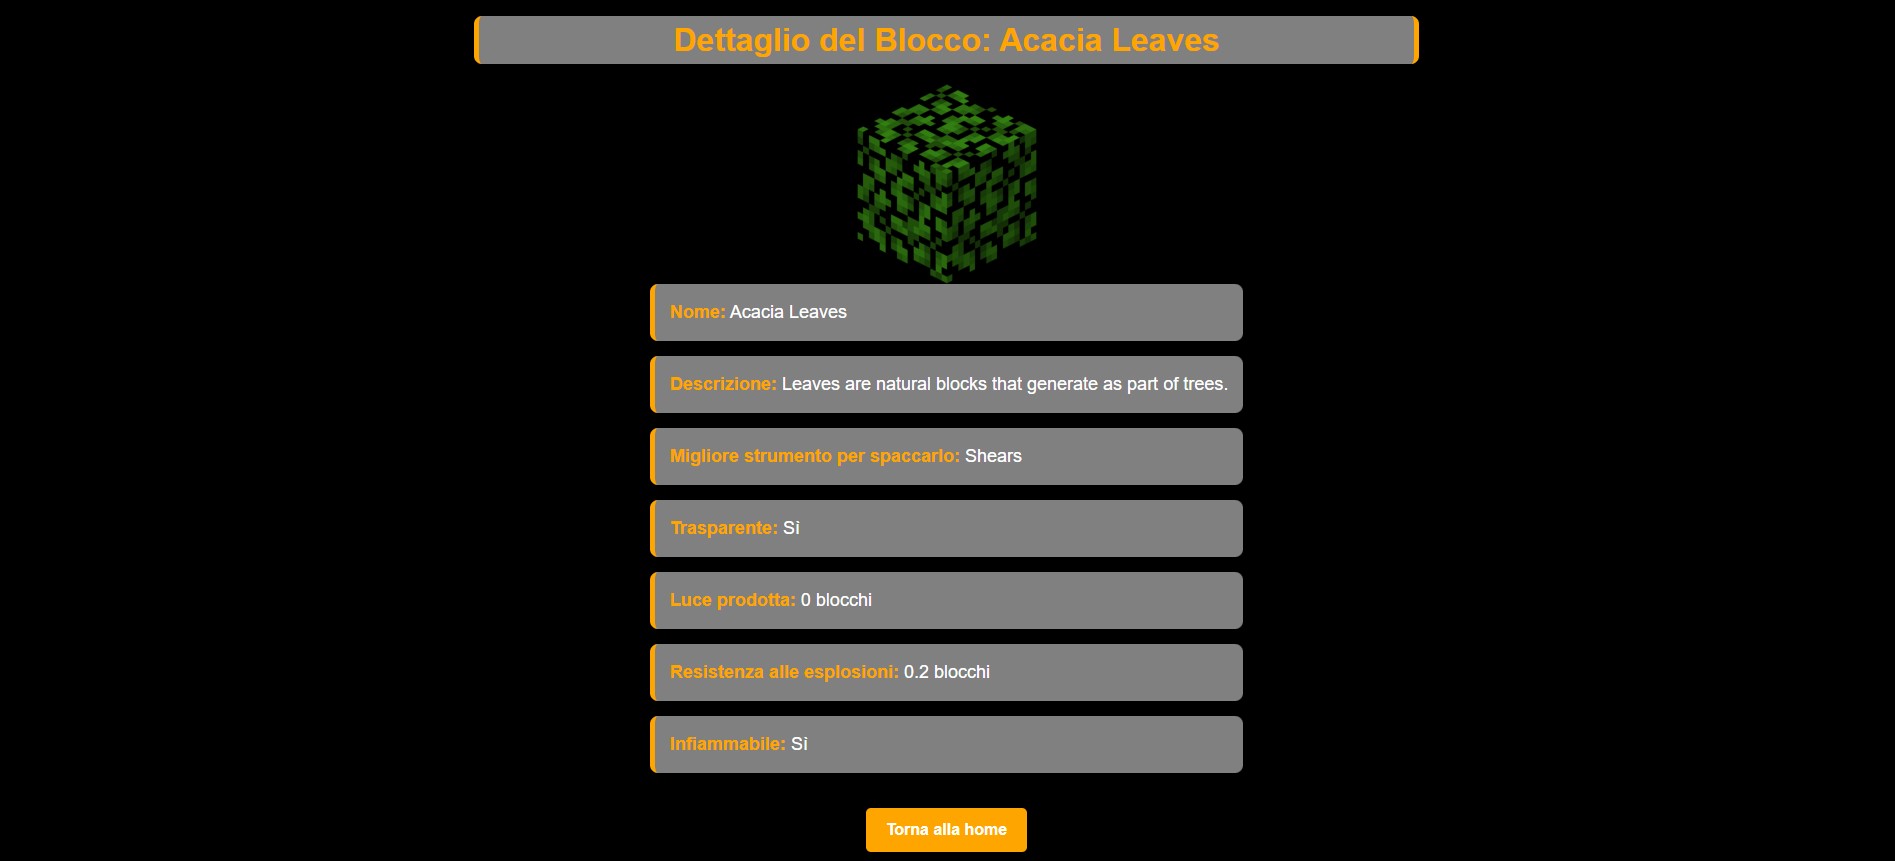 Dettaglio del Blocco: Acacia Leaves
Nome: Acacia Leaves
Descrizione: Leaves are natural blocks that generate as part of trees.
Migliore strumento per spaccarlo: Shears
Trasparente: Sì
Luce prodotta: 0 blocchi
Resistenza alle esplosioni: 0.2 blocchi
Infiammabile: Sì
Torna alla home